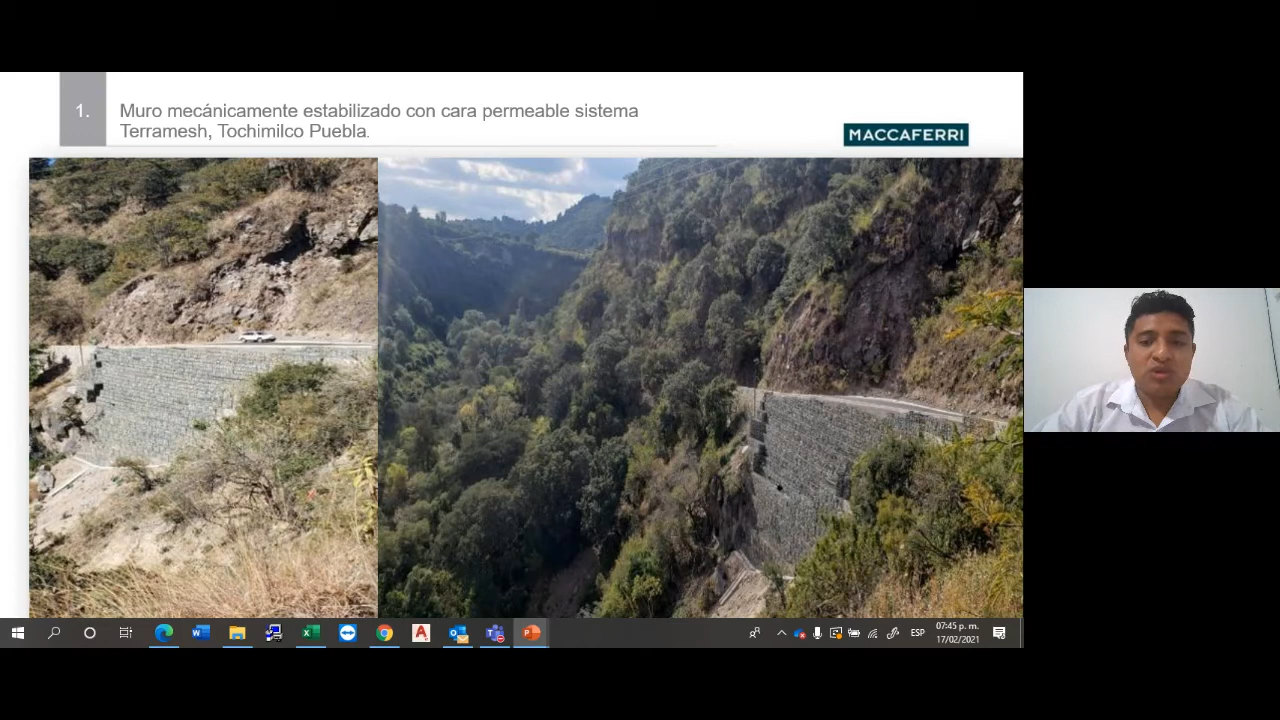 1.
Muro mecánicamente estabilizado con cara permeable sistema
Terramesh, Tochimilco Puebla.
MACCAFERRI
ESP
07:45 p. m.
17/02/2021